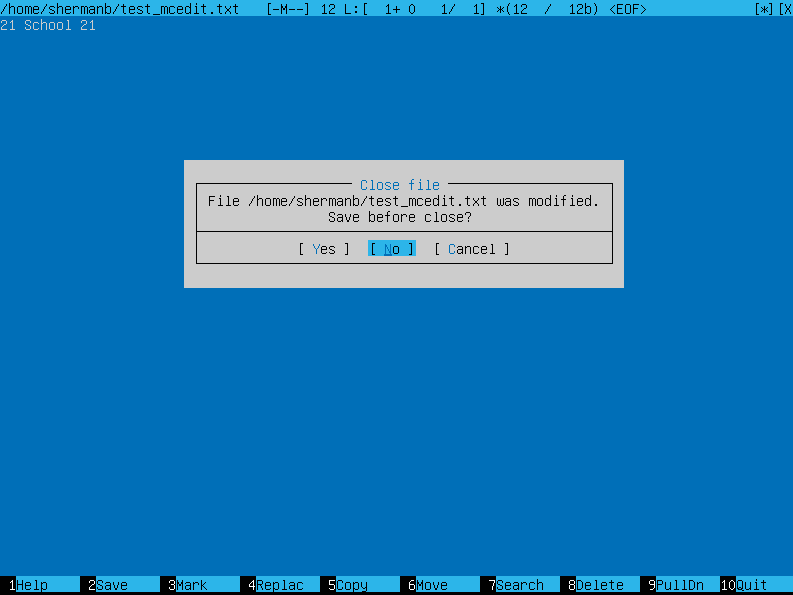 /home/shermanb/test_mcedit.txt [-M--] 12 L:[ 1+ 0 1/ 1] *(12 / 12b) <EOF> [*][X
21 School 21
Close file
File /home/shermanb/test_mcedit.txt was modified.
Save before close?
[ Yes ] [ No ] [ Cancel ]
1Help 2Save 3Mark 4Replac 5Copy 6Move 7Search 8Delete 9PullDn 10Quit